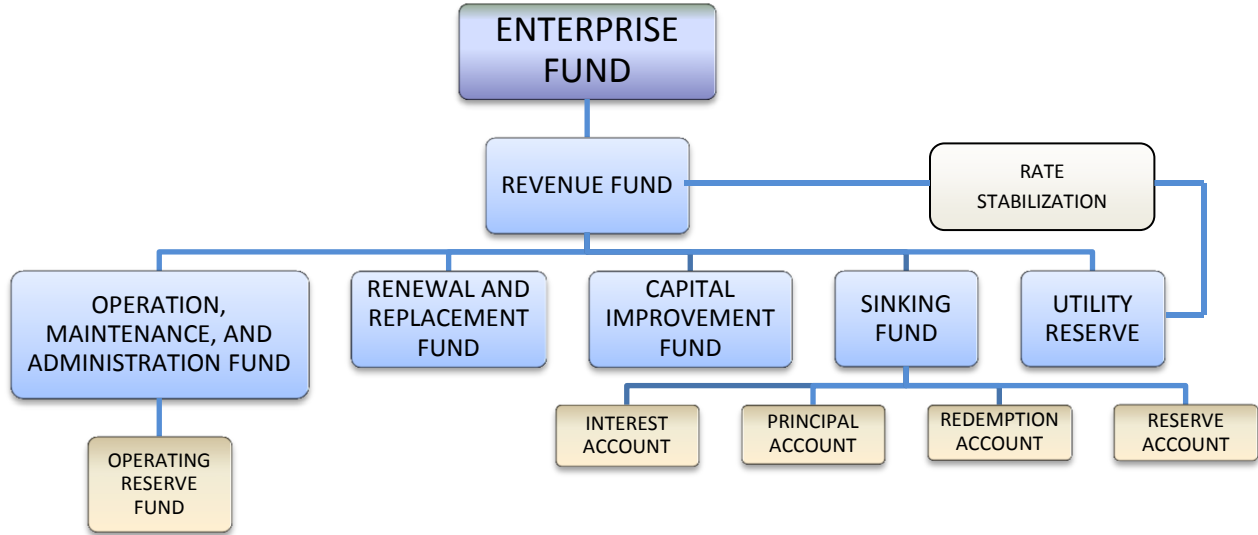 ENTERPRISE
FUND
REVENUE FUND
RATE
STABILIZATION
OPERATION,
MAINTENANCE, AND
ADMINISTRATION FUND
RENEWAL AND
REPLACEMENT
FUND
CAPITAL
IMPROVEMENT
FUND
SINKING
FUND
UTILITY
RESERVE
OPERATING
RESERVE
FUND
INTEREST
ACCOUNT
PRINCIPAL
ACCOUNT
REDEMPTION
ACCOUNT
RESERVE
ACCOUNT